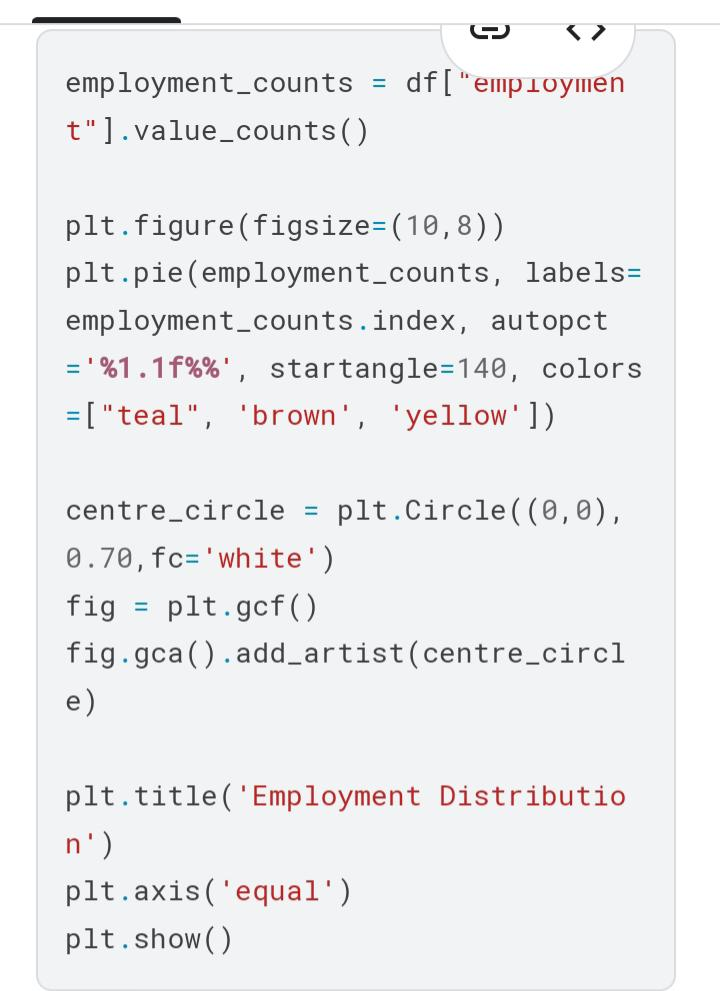 employment_counts = df["employmen
t"].value_counts()
plt.figure(figsize=(10,8))
plt.pie(employment_counts, labels=
employment_counts.index, autopct
='%1.1f%%', startangle=140, colors
=["teal", 'brown', 'yellow'])
centre_circle = plt.Circle((0,0),
0.70,fc='white')
fig = plt.gcf()
fig.gca().add_artist(centre_circl
e)
plt.title('Employment Distributio
n')
plt.axis('equal')
plt.show()